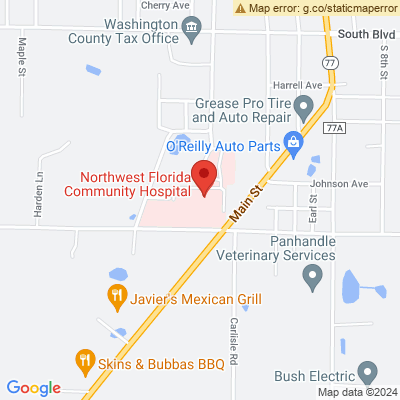 Cherry Ave
Map error: g.co/staticmaperror
Washington
County Tax Office
South Blvd
Maple St
S 8th St
77
Harrell Ave
Grease Pro Tire
and Auto Repair
77A
O'Reilly Auto Parts
Northwest Florida
Community Hospital
Johnson Ave
Harden Ln
Main St
Earl St
Panhandle
Veterinary Services
Javier's Mexican Grill
Carlisle Rd
Skins & Bubbas BBQ
Bush Electric
Google
Map data ©2024